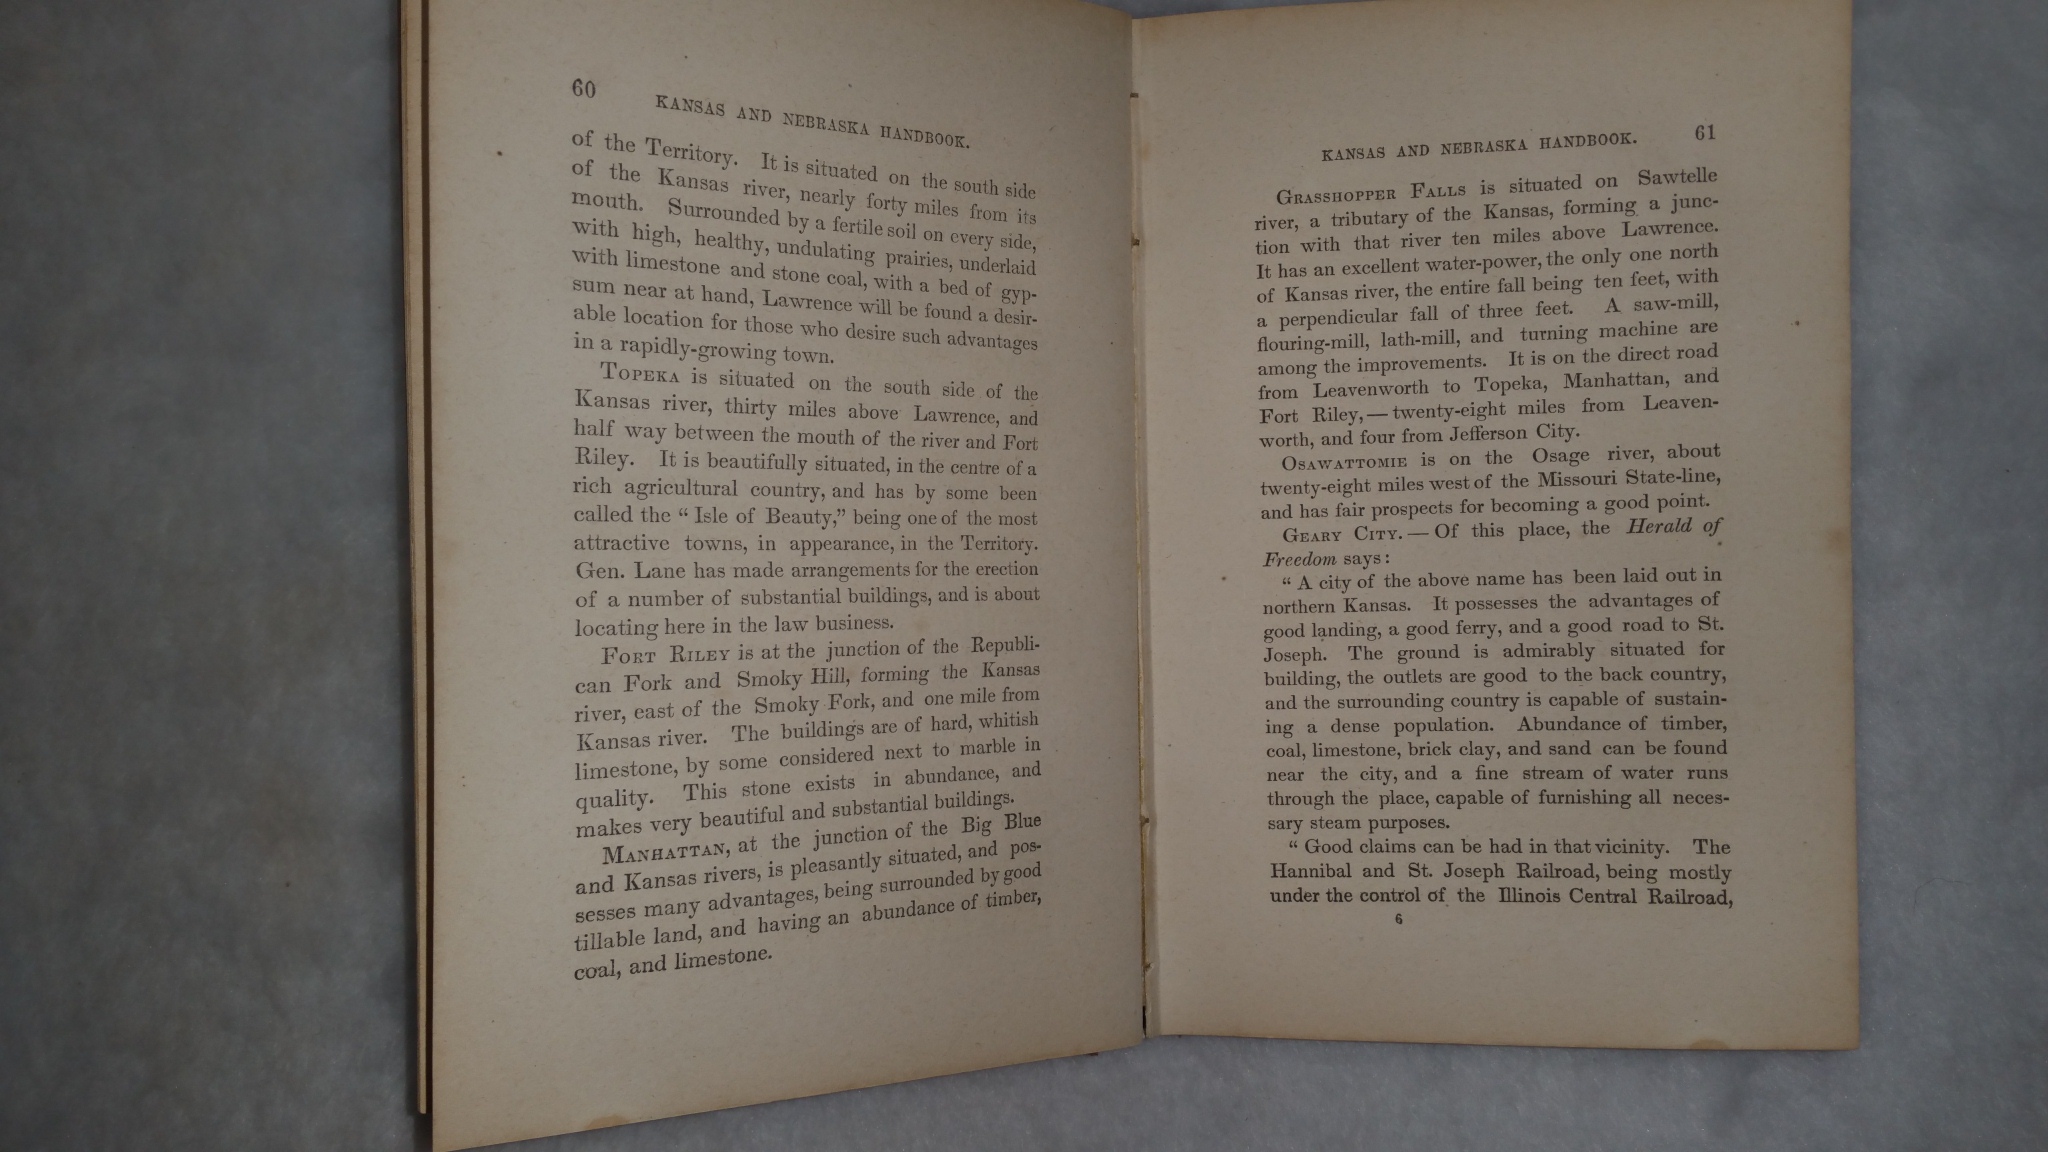 60
KANSAS AND NEBRASKA HANDBOOK.
of the Territory. It is situated on the south side
of the Kansas river, nearly forty miles from its
mouth. Surrounded by a fertile soil on every side,
with high, healthy, undulating prairies, underlaid
with limestone and stone coal, with a bed of gyp-
sum near at hand, Lawrence will be found a desir-
able location for those who desire such advantages
in a rapidly-growing town.
TOPEKA is situated on the south side of the
Kansas river, thirty miles above Lawrence, and
half way between the mouth of the river and Fort
Riley. It is beautifully situated, in the centre of a
rich agricultural country, and has by some been
called the “ Isle of Beauty,” being one of the most
attractive towns, in appearance, in the Territory.
Gen. Lane has made arrangements for the erection
of a number of substantial buildings, and is about
locating here in the law business.
FORT RILEY is at the junction of the Republi-
can Fork and Smoky Hill, forming the Kansas
river, east of the Smoky Fork, and one mile from
Kansas river. The buildings are of hard, whitish
limestone, by some considered next to marble in
quality. This stone exists in abundance, and
makes very beautiful and substantial buildings.
MANHATTAN, at the junction of the Big Blue
and Kansas rivers, is pleasantly situated, and pos-
sesses many advantages, being surrounded by good
tillable land, and having an abundance of timber,
coal, and limestone.
KANSAS AND NEBRASKA HANDBOOK. 61
GRASSHOPPER FALLS is situated on Sawtelle
river, a tributary of the Kansas, forming a junc-
tion with that river ten miles above Lawrence.
It has an excellent water-power, the only one north
of Kansas river, the entire fall being ten feet, with
a perpendicular fall of three feet. A saw-mill,
flouring-mill, lath-mill, and turning machine are
among the improvements. It is on the direct road
from Leavenworth to Topeka, Manhattan, and
Fort Riley, — twenty-eight miles from Leaven-
worth, and four from Jefferson City.
OSAWATTOMIE is on the Osage river, about
twenty-eight miles west of the Missouri State-line,
and has fair prospects for becoming a good point.
GEARY CITY. — Of this place, the Herald of
Freedom says:
“ A city of the above name has been laid out in
northern Kansas. It possesses the advantages of
good landing, a good ferry, and a good road to St.
Joseph. The ground is admirably situated for
building, the outlets are good to the back country,
and the surrounding country is capable of sustain-
ing a dense population. Abundance of timber,
coal, limestone, brick clay, and sand can be found
near the city, and a fine stream of water runs
through the place, capable of furnishing all neces-
sary steam purposes.
“ Good claims can be had in that vicinity. The
Hannibal and St. Joseph Railroad, being mostly
under the control of the Illinois Central Railroad,
6